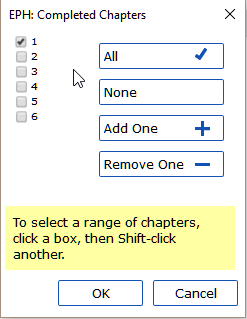 EPH: Completed Chapters
1
2
3
4
5
6
All
None
Add One
Remove One
To select a range of chapters,
click a box, then Shift-click
another.
OK
Cancel